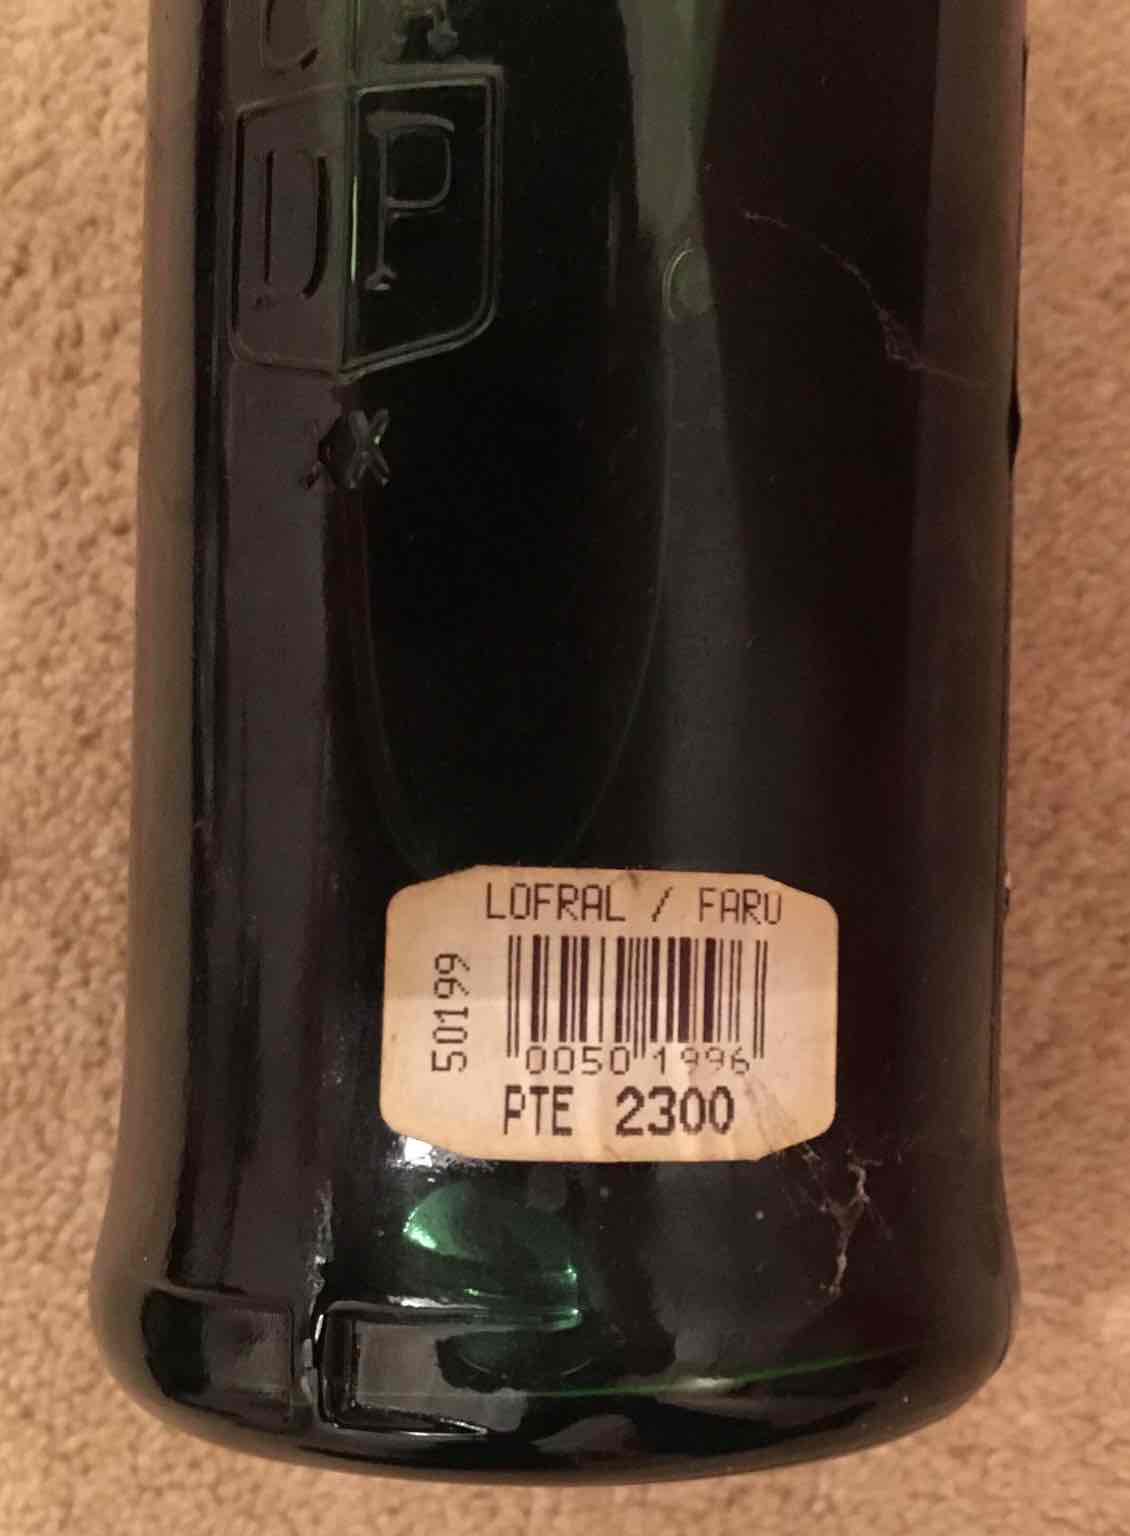 DP
LOFRAL / FARO
50199
0050 1996
PTE 2300